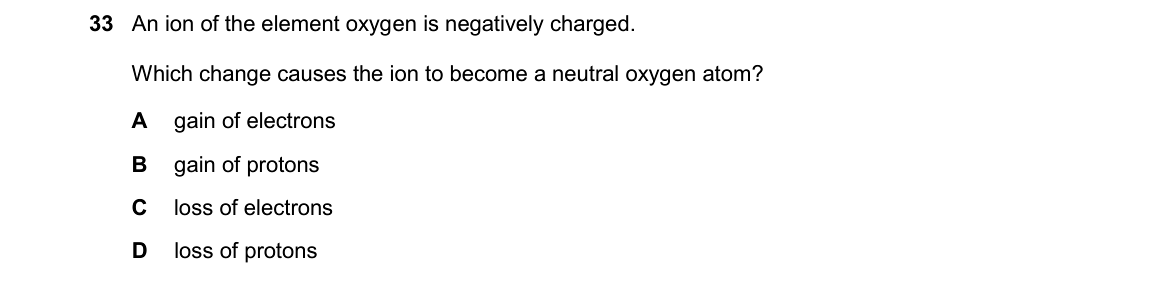 33 An ion of the element oxygen is negatively charged.
Which change causes the ion to become a neutral oxygen atom?
A gain of electrons
B gain of protons
C loss of electrons
D loss of protons